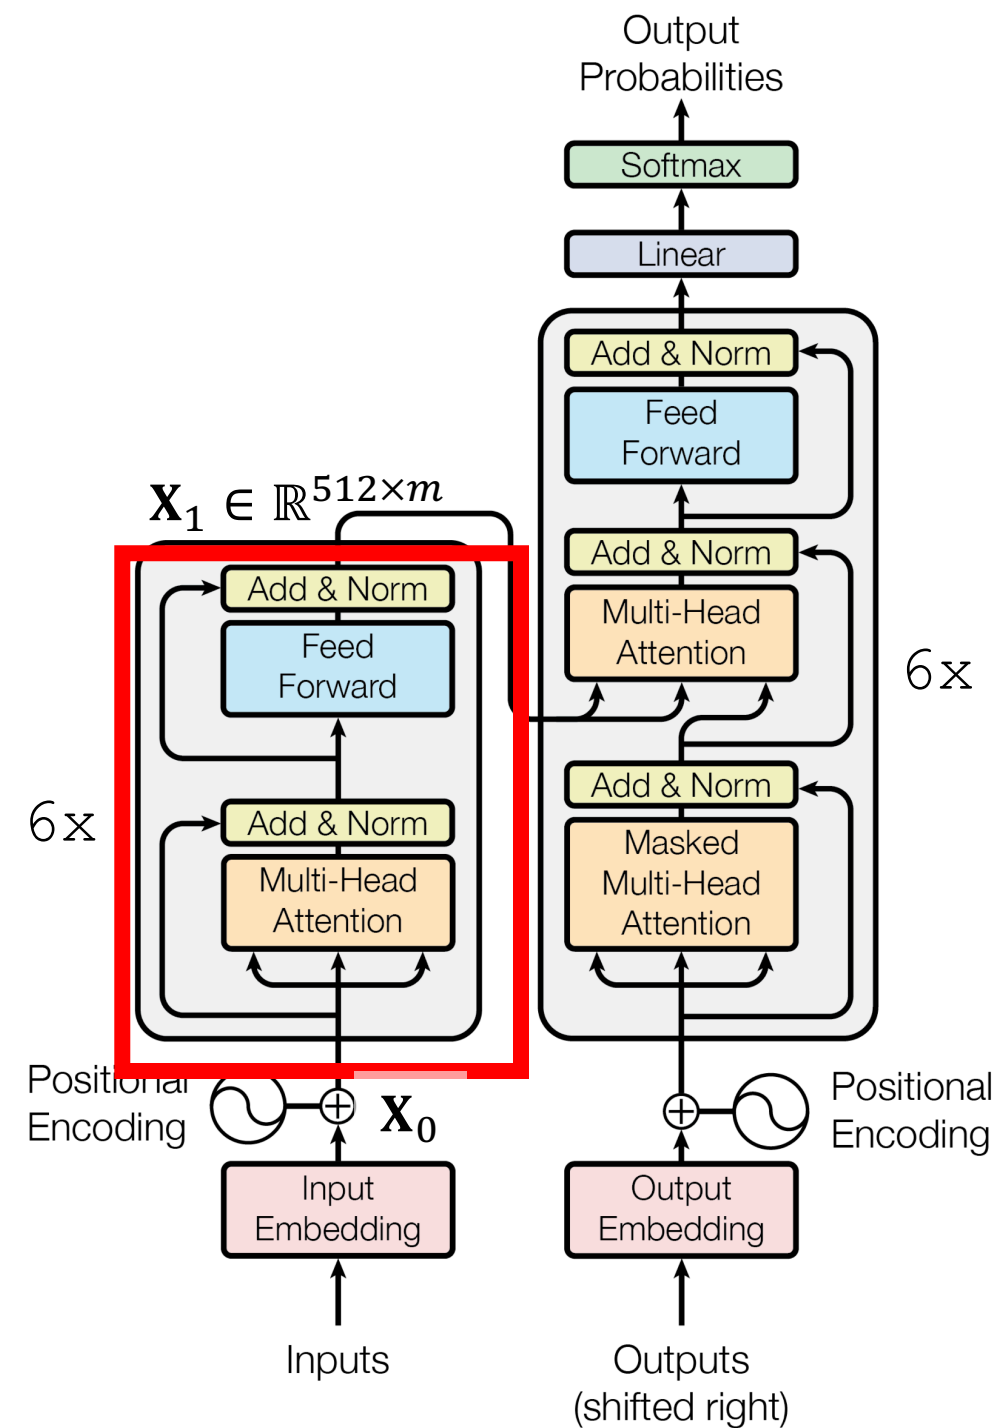 Output
Probabilities
Softmax
Linear
Add & Norm
Feed
Forward
Add & Norm
Multi-Head
Attention
6x
Add & Norm
Masked
Multi-Head
Attention
𝐗₁ ∈ ℝ⁵¹²ˣᵐ
Add & Norm
Feed
Forward
6x
Add & Norm
Multi-Head
Attention
Positional
Encoding
𝐗₀
Positional
Encoding
Input
Embedding
Output
Embedding
Inputs
Outputs
(shifted right)